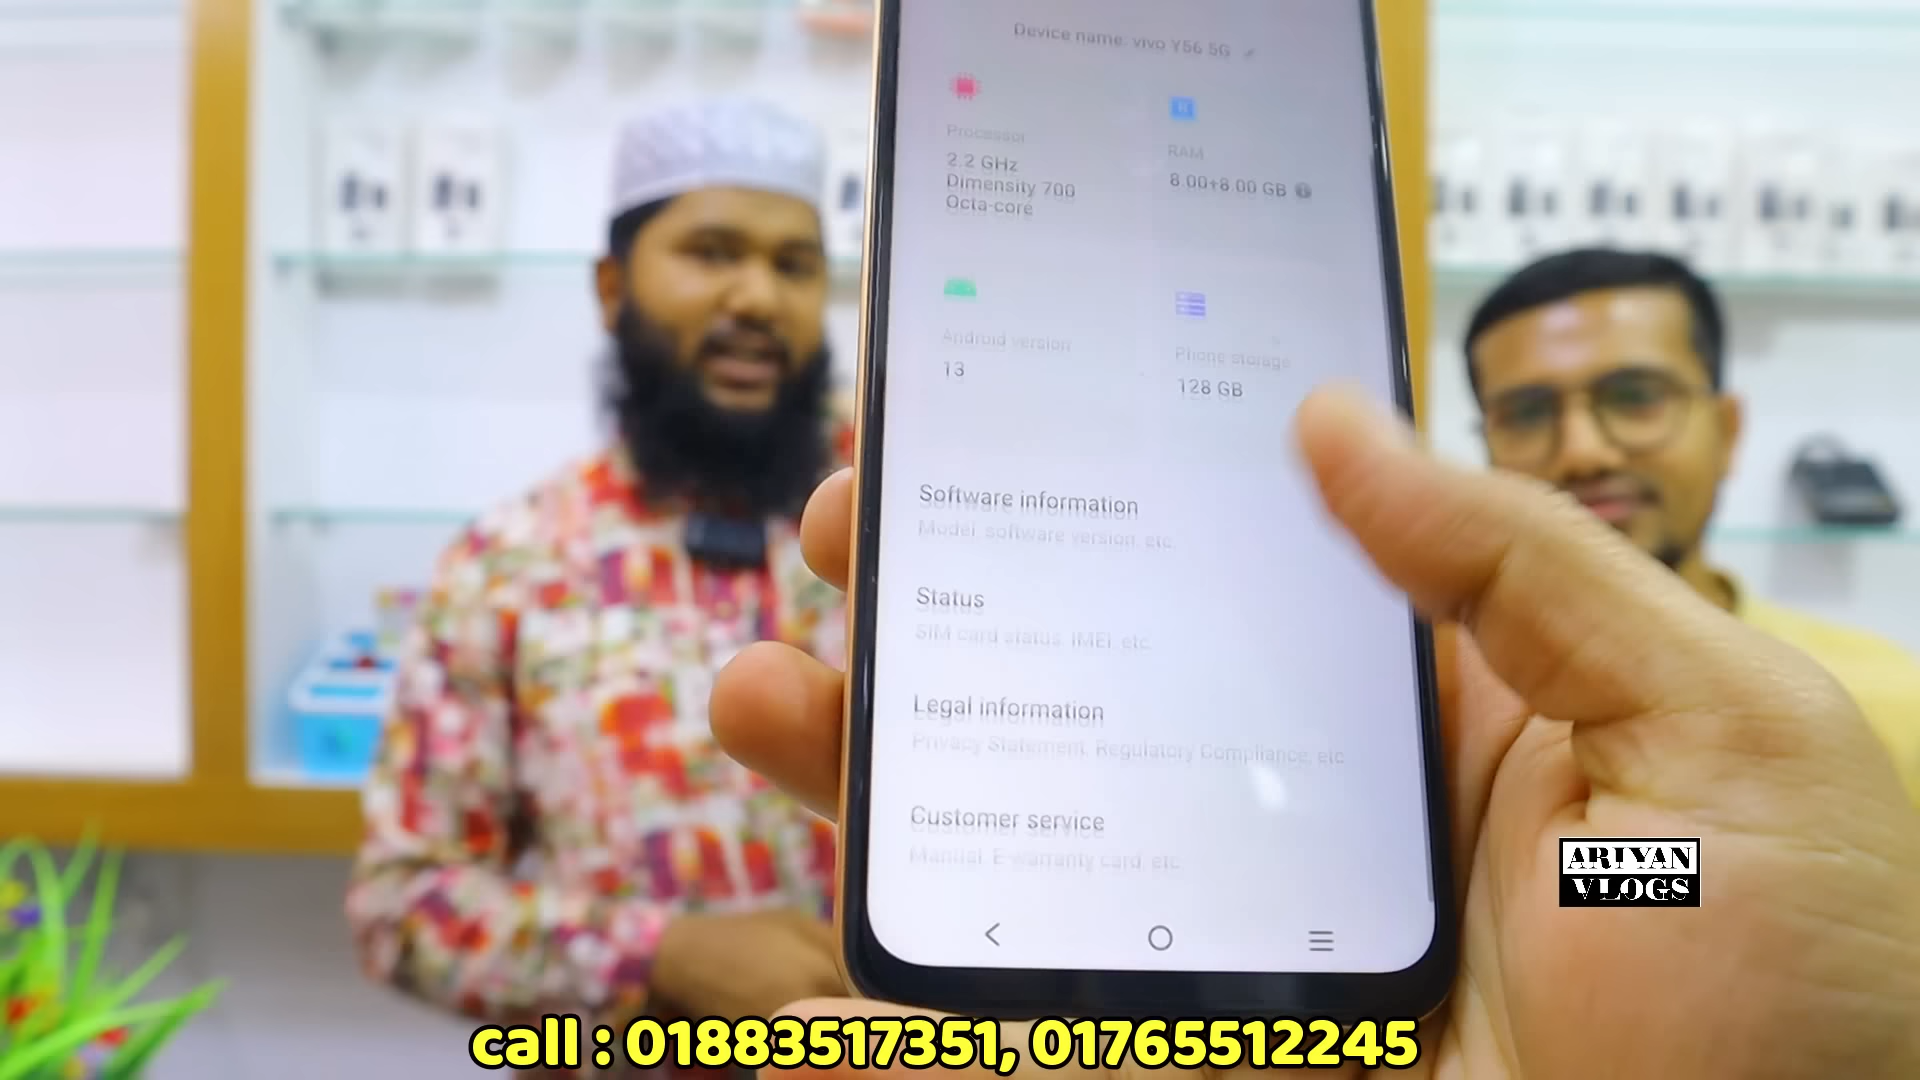 Device name: vivo Y56 5G
Processor
2.2 GHz
Dimensity 700
Octa-core
RAM
8.00+8.00 GB
Android version
13
Phone storage
128 GB
Software information
Model, software version, etc.
Status
SIM card status, IMEI, etc.
Legal information
Privacy Statement, Regulatory Compliance, etc.
Customer service
Manual, E-warranty card, etc.
ARIYAN
VLOGS
call : 01883517351, 01765512245